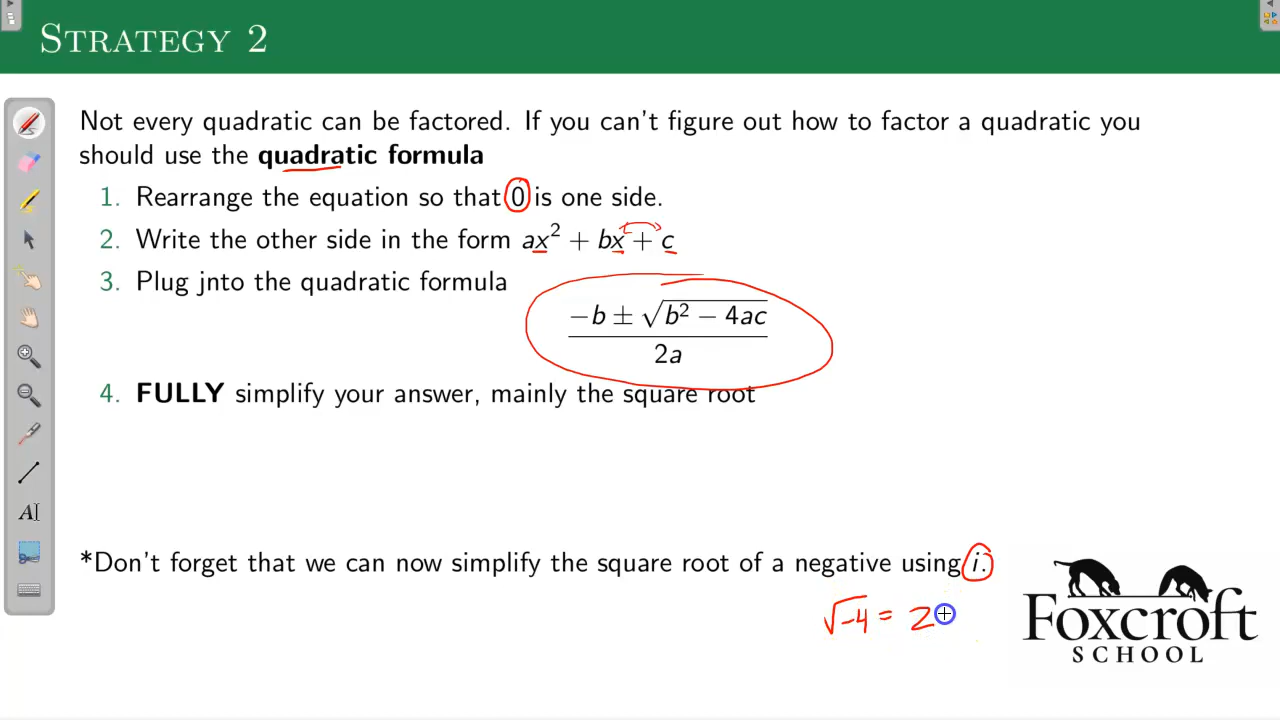 STRATEGY 2
Not every quadratic can be factored. If you can't figure out how to factor a quadratic you
should use the quadratic formula
1. Rearrange the equation so that 0 is one side.
2. Write the other side in the form ax² + bx + c
3. Plug jnto the quadratic formula
−b ± √b² − 4ac
2a
4. FULLY simplify your answer, mainly the square root
*Don't forget that we can now simplify the square root of a negative using i.
√-4 = 2
Foxcroft
SCHOOL
AI